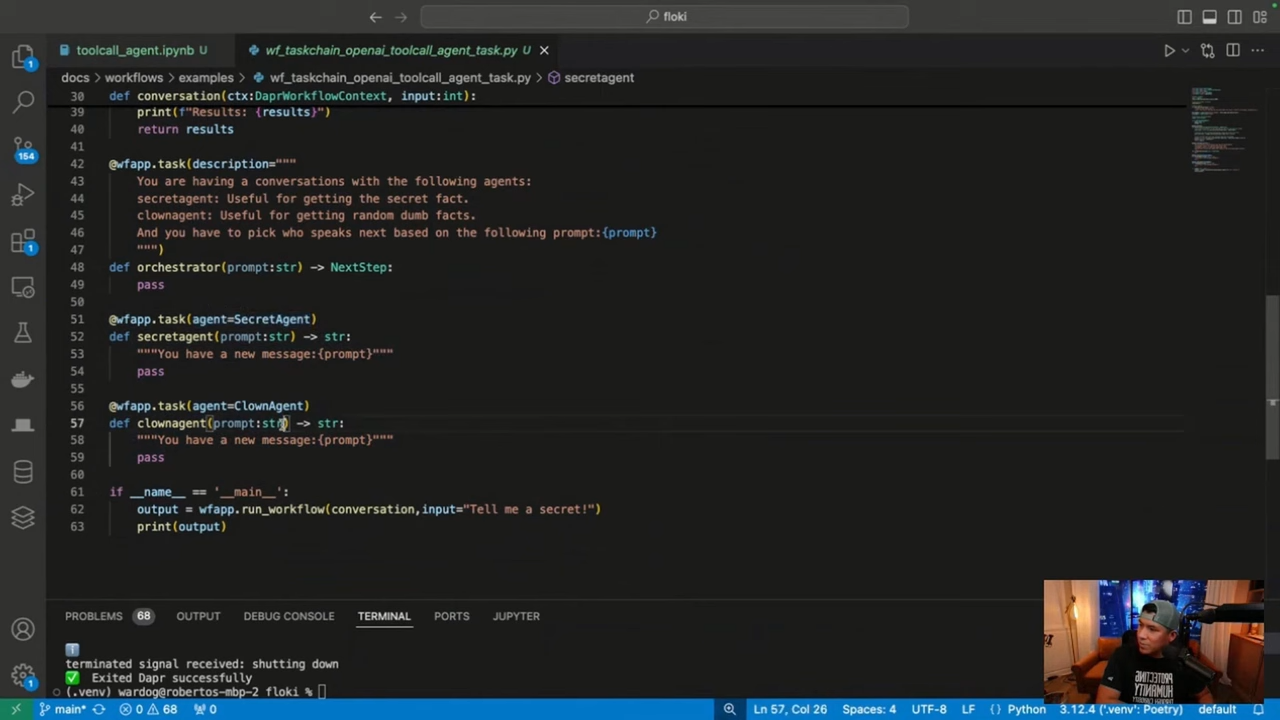 floki
toolcall_agent.ipynb U
wf_taskchain_openai_toolcall_agent_task.py U
docs > workflows > examples > wf_taskchain_openai_toolcall_agent_task.py > secretagent
30 def conversation(ctx:DaprWorkflowContext, input:int):
39 print(f"Results: {results}")
40 return results
41
42 @wfapp.task(description="""
43 You are having a conversations with the following agents:
44 secretagent: Useful for getting the secret fact.
45 clownagent: Useful for getting random dumb facts.
46 And you have to pick who speaks next based on the following prompt:{prompt}
47 """)
48 def orchestrator(prompt:str) -> NextStep:
49 pass
50
51 @wfapp.task(agent=SecretAgent)
52 def secretagent(prompt:str) -> str:
53 """You have a new message:{prompt}"""
54 pass
55
56 @wfapp.task(agent=ClownAgent)
57 def clownagent(prompt:str) -> str:
58 """You have a new message:{prompt}"""
59 pass
60
61 if __name__ == '__main__':
62 output = wfapp.run_workflow(conversation,input="Tell me a secret!")
63 print(output)
1
154
1
1
PROBLEMS 68 OUTPUT DEBUG CONSOLE TERMINAL PORTS JUPYTER
terminated signal received: shutting down
✅ Exited Dapr successfully
(.venv) wardog@robertos-mbp-2 floki %
PROTECTING
HUMANITY
main* 0 68 0 Ln 57, Col 26 Spaces: 4 UTF-8 LF {} Python 3.12.4 ('.venv': Poetry) default